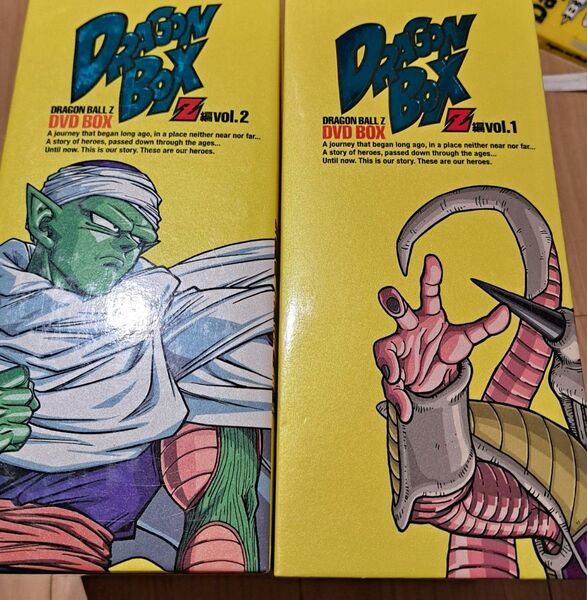 DRAGON
BOX
DRAGON BALL Z
DVD BOX
Z編vol.2
A journey that began long ago, in a place neither near nor far...
A story of heroes, passed down through the ages...
Until now. This is our story. These are our heroes.
DRAGON
BOX
DRAGON BALL Z
DVD BOX
Z編vol.1
A journey that began long ago, in a place neither near nor far...
A story of heroes, passed down through the ages...
Until now. This is our story. These are our heroes.